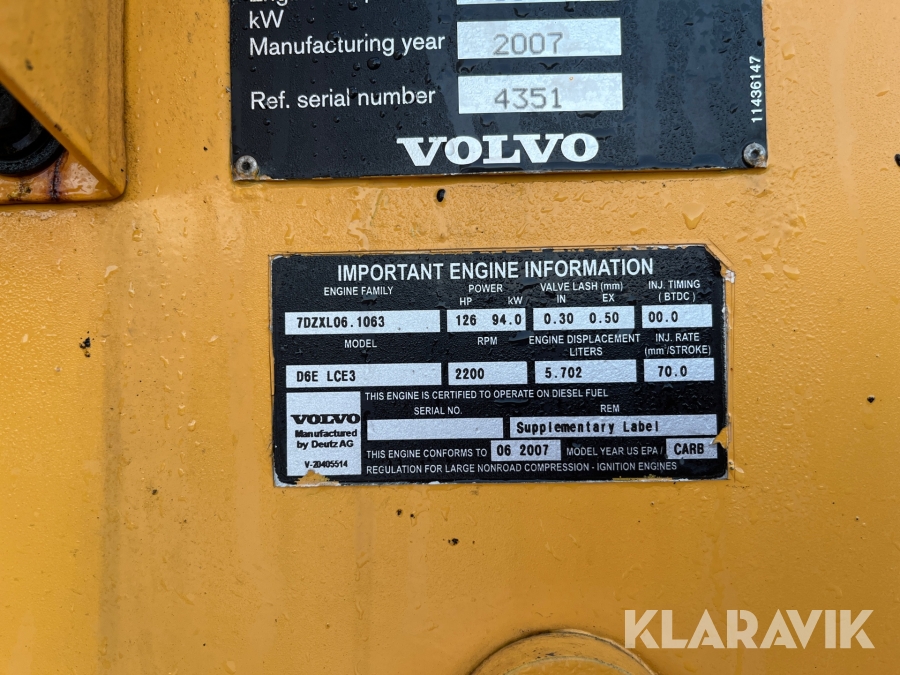 kW
Manufacturing year 2007
Ref. serial number 4351
11436147
VOLVO
IMPORTANT ENGINE INFORMATION
ENGINE FAMILY POWER VALVE LASH (mm) INJ. TIMING
HP kW IN EX (BTDC)
7DZXL06.1063 126 94.0 0.30 0.50 00.0
MODEL RPM ENGINE DISPLACEMENT INJ. RATE
LITERS (mm³/STROKE)
D6E LCE3 2200 5.702 70.0
THIS ENGINE IS CERTIFIED TO OPERATE ON DIESEL FUEL
SERIAL NO. REM
VOLVO
Manufactured
by Deutz AG
V-20405514
Supplementary Label
THIS ENGINE CONFORMS TO 06 2007 MODEL YEAR US EPA/ CARB
REGULATION FOR LARGE NONROAD COMPRESSION - IGNITION ENGINES
KLARAVIK